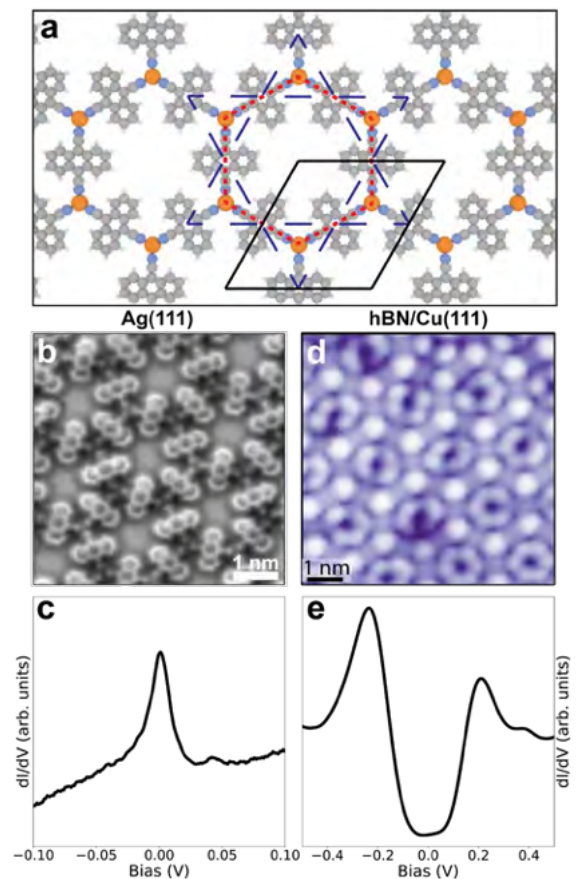 a
Ag(111) hBN/Cu(111)
b
1 nm
d
1 nm
c
dI/dV (arb. units)
−0.10 −0.05 0.00 0.05 0.10
Bias (V)
e
dI/dV (arb. units)
−0.4 −0.2 0.0 0.2 0.4
Bias (V)